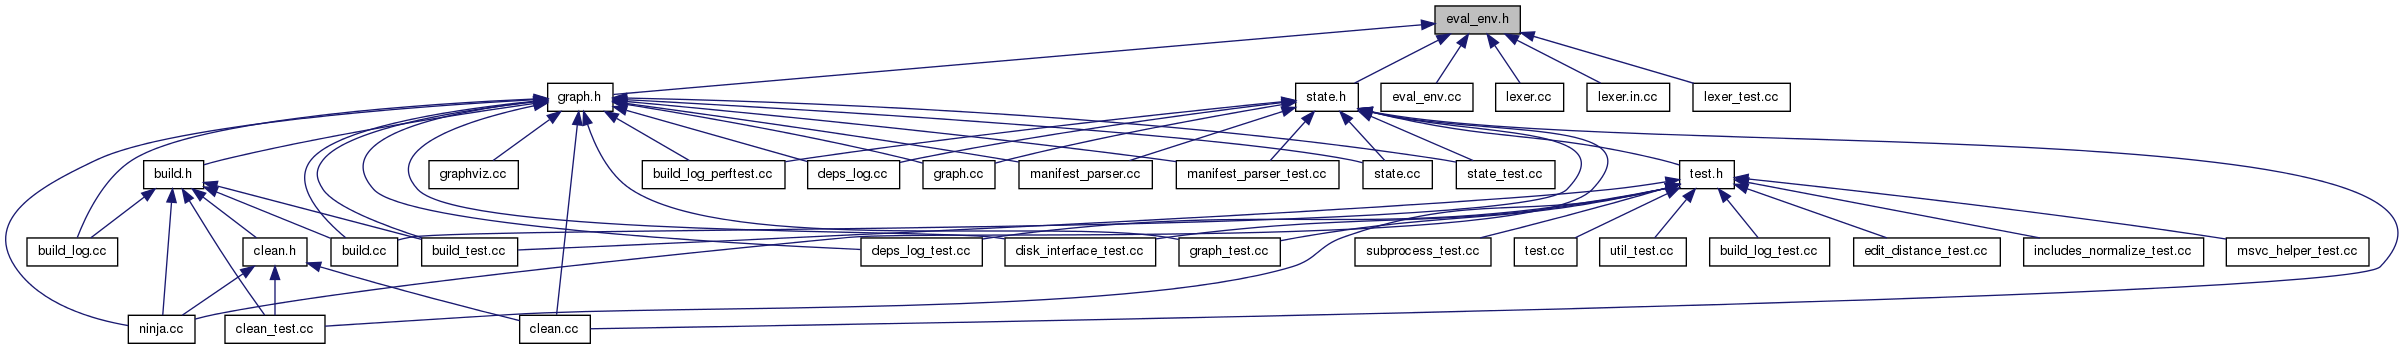 eval_env.h
graph.h
state.h
eval_env.cc
lexer.cc
lexer.in.cc
lexer_test.cc
build.h
graphviz.cc
build_log_perftest.cc
deps_log.cc
graph.cc
manifest_parser.cc
manifest_parser_test.cc
state.cc
state_test.cc
test.h
build_log.cc
clean.h
build.cc
build_test.cc
deps_log_test.cc
disk_interface_test.cc
graph_test.cc
subprocess_test.cc
test.cc
util_test.cc
build_log_test.cc
edit_distance_test.cc
includes_normalize_test.cc
msvc_helper_test.cc
ninja.cc
clean_test.cc
clean.cc